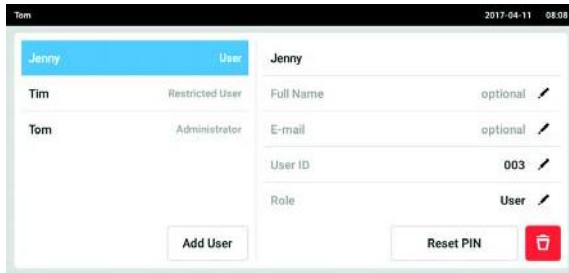 Tom 2017-04-11 08:08
Jenny User
Tim Restricted User
Tom Administrator
Add User
Jenny
Full Name optional
E-mail optional
User ID 003
Role User
Reset PIN